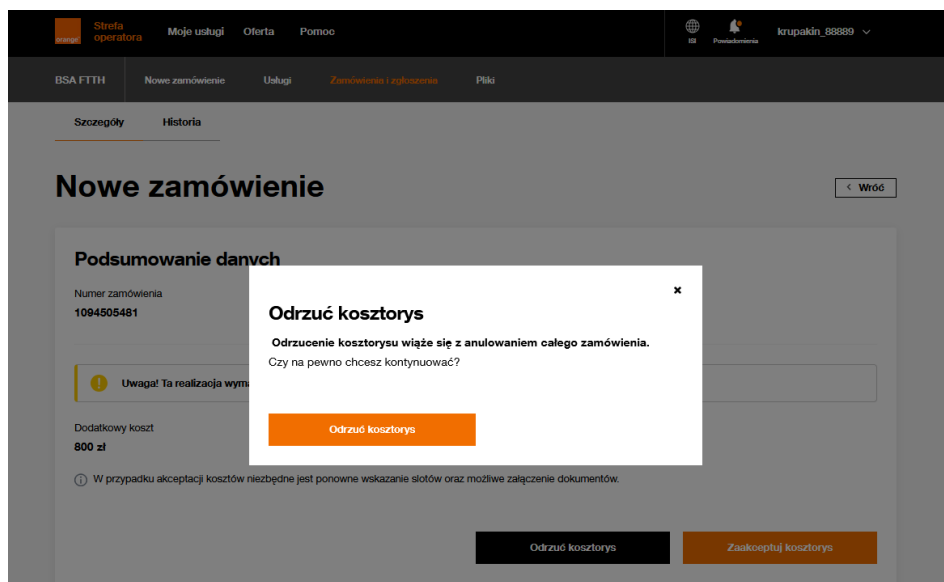 orange
Strefa
operatora
Moje usługi
Oferta
Pomoc
ISI
Powiadomienia
krupakin_88889
BSA FTTH
Nowe zamówienie
Usługi
Zamówienia i zgłoszenia
Pliki
Szczegóły
Historia
Nowe zamówienie
Wróć
Podsumowanie danych
Numer zamówienia
1094505481
Odrzuć kosztorys
Odrzucenie kosztorysu wiąże się z anulowaniem całego zamówienia.
Czy na pewno chcesz kontynuować?
Odrzuć kosztorys
Uwaga! Ta realizacja wym
Dodatkowy koszt
800 zł
W przypadku akceptacji kosztów niezbędne jest ponowne wskazanie slotów oraz możliwe załączenie dokumentów.
Odrzuć kosztorys
Zaakceptuj kosztorys